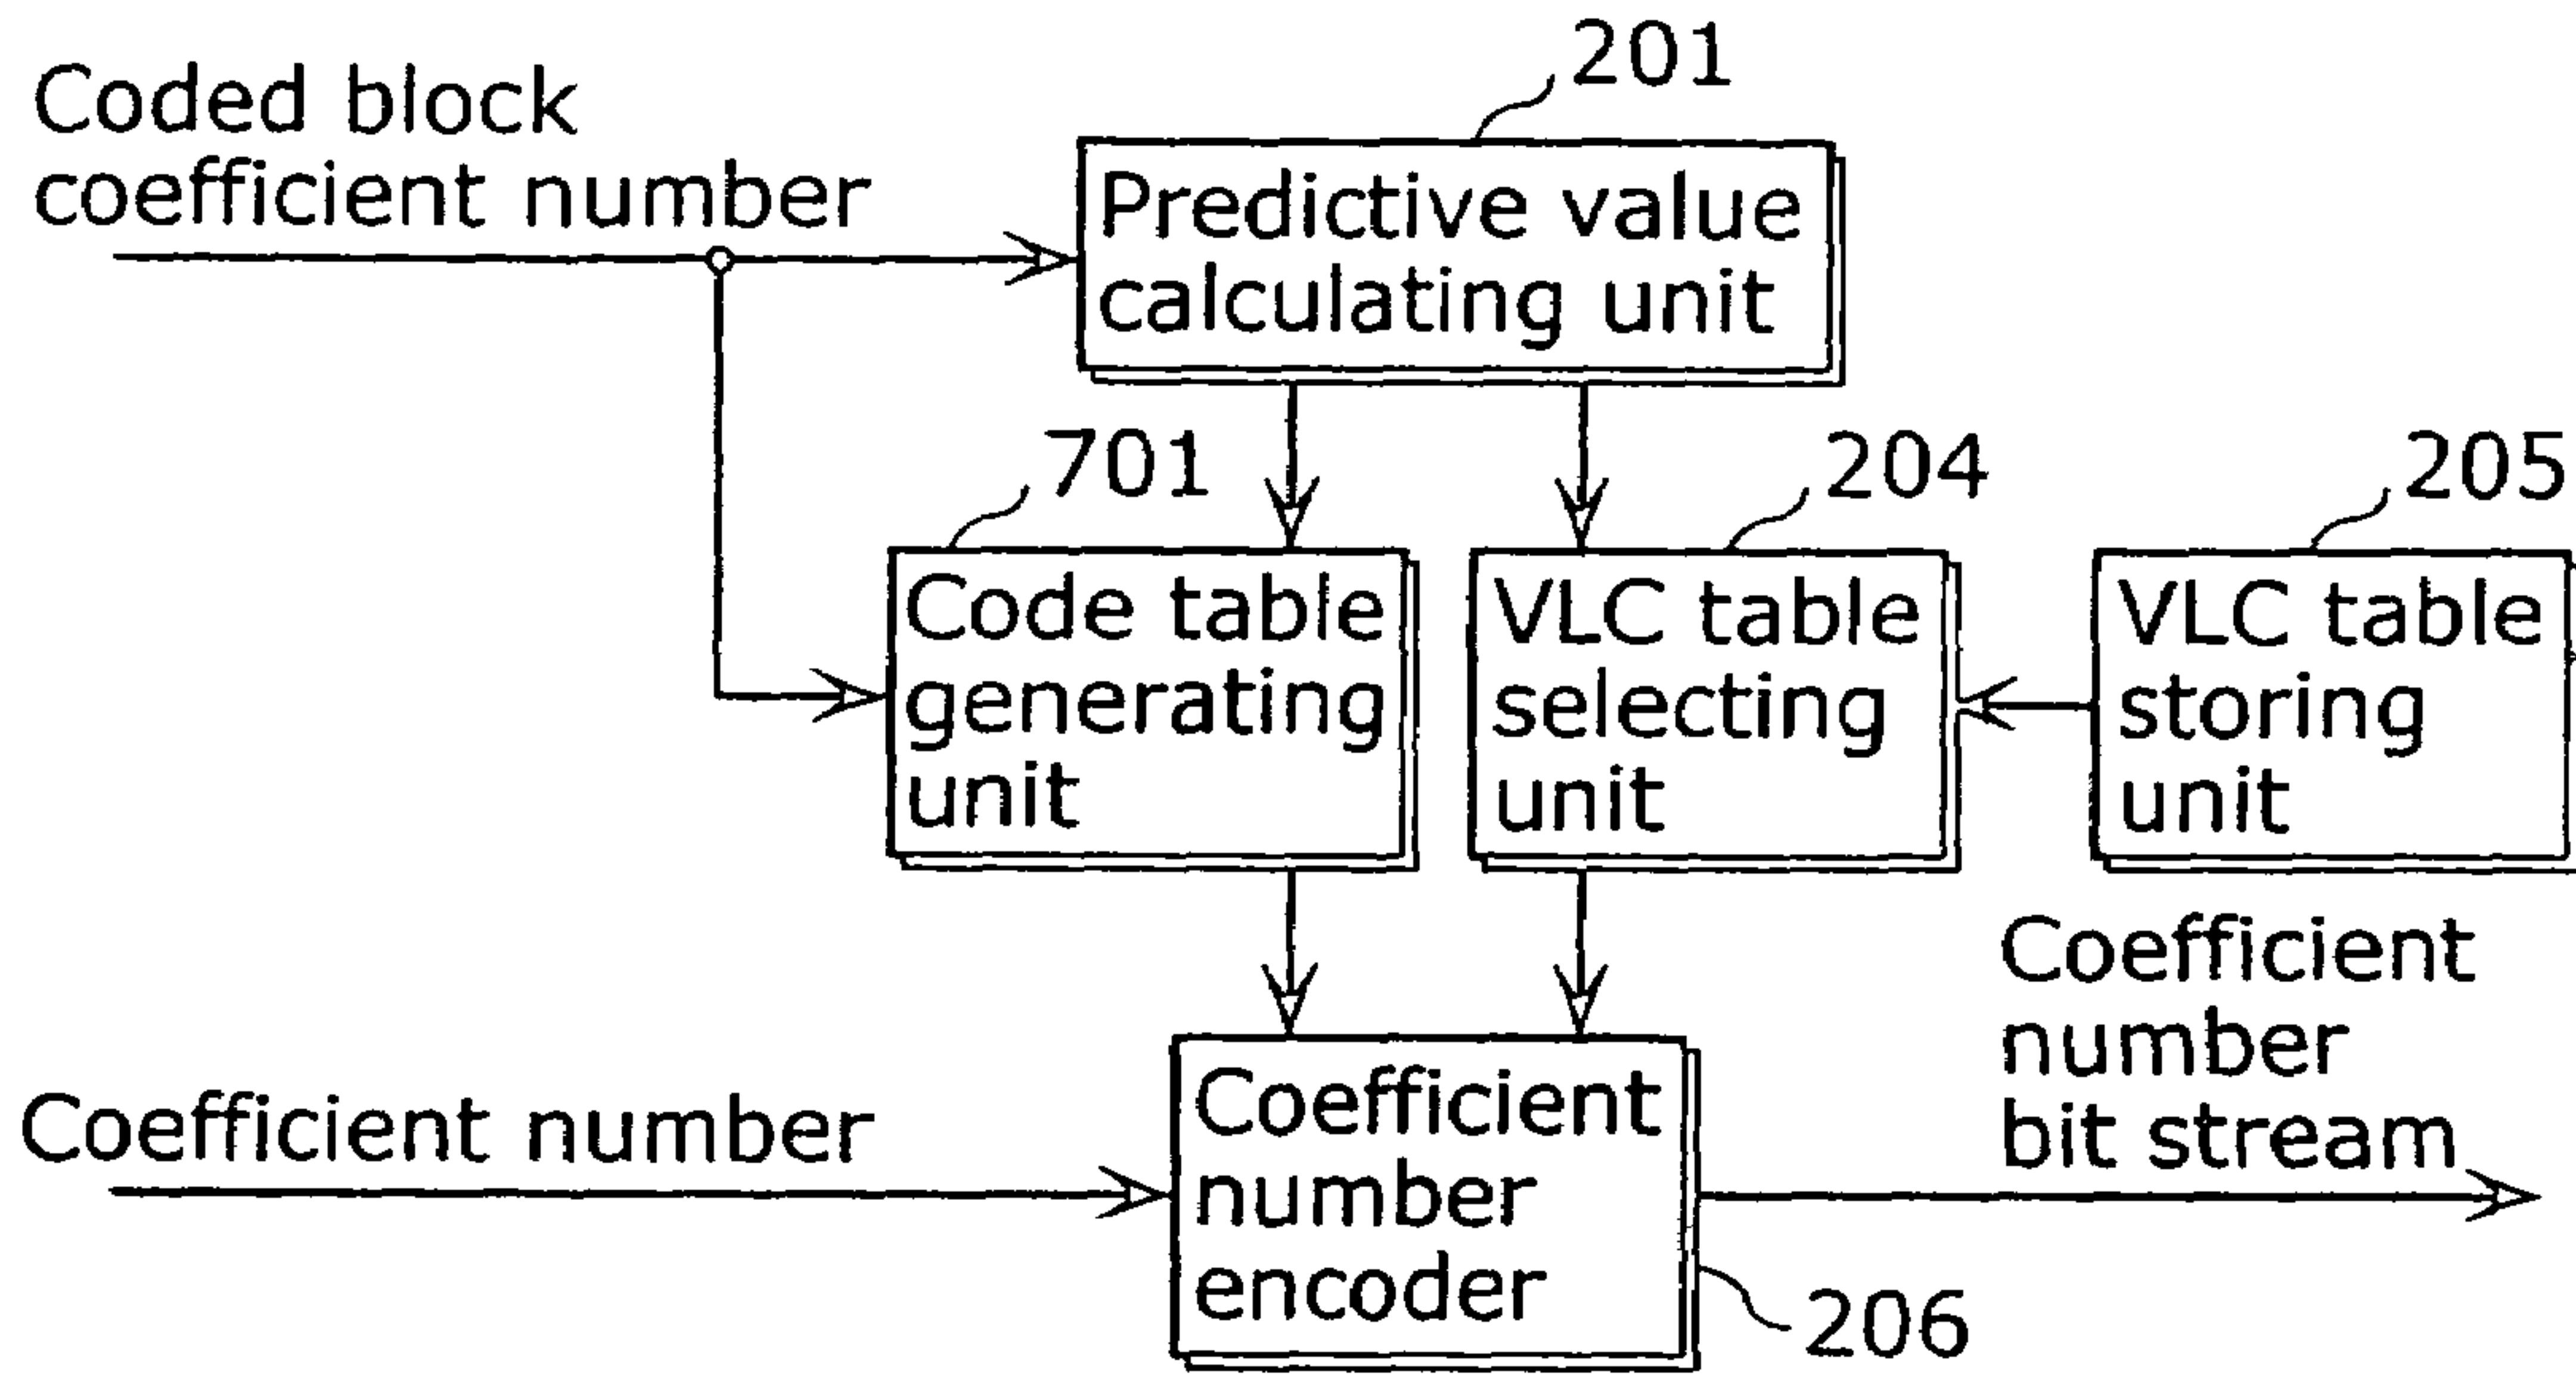 201
Coded block
coefficient number
Predictive value
calculating unit
701
204
205
Code table
generating
unit
VLC table
selecting
unit
VLC table
storing
unit
Coefficient
number
bit stream
Coefficient number
Coefficient
number
encoder
206